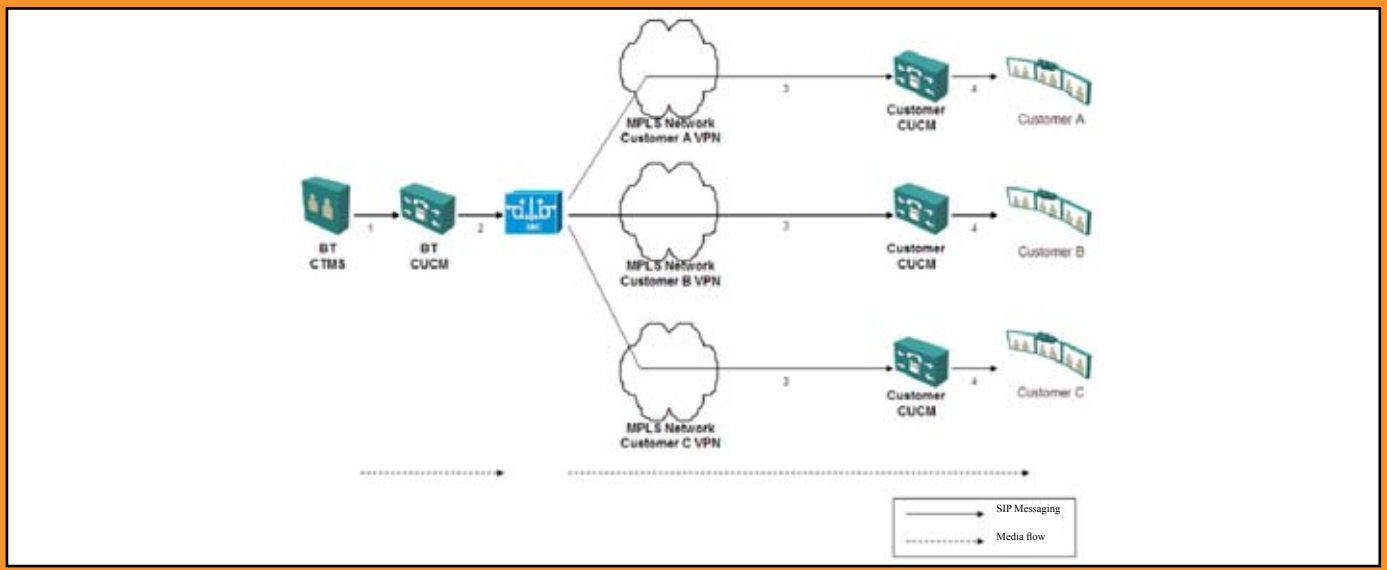 MPLS Network
Customer A VPN
3
Customer
CUCM
4
Customer A
BT
CTMS
1
BT
CUCM
2
SBC
MPLS Network
Customer B VPN
3
Customer
CUCM
4
Customer B
MPLS Network
Customer C VPN
3
Customer
CUCM
4
Customer C
SIP Messaging
Media flow